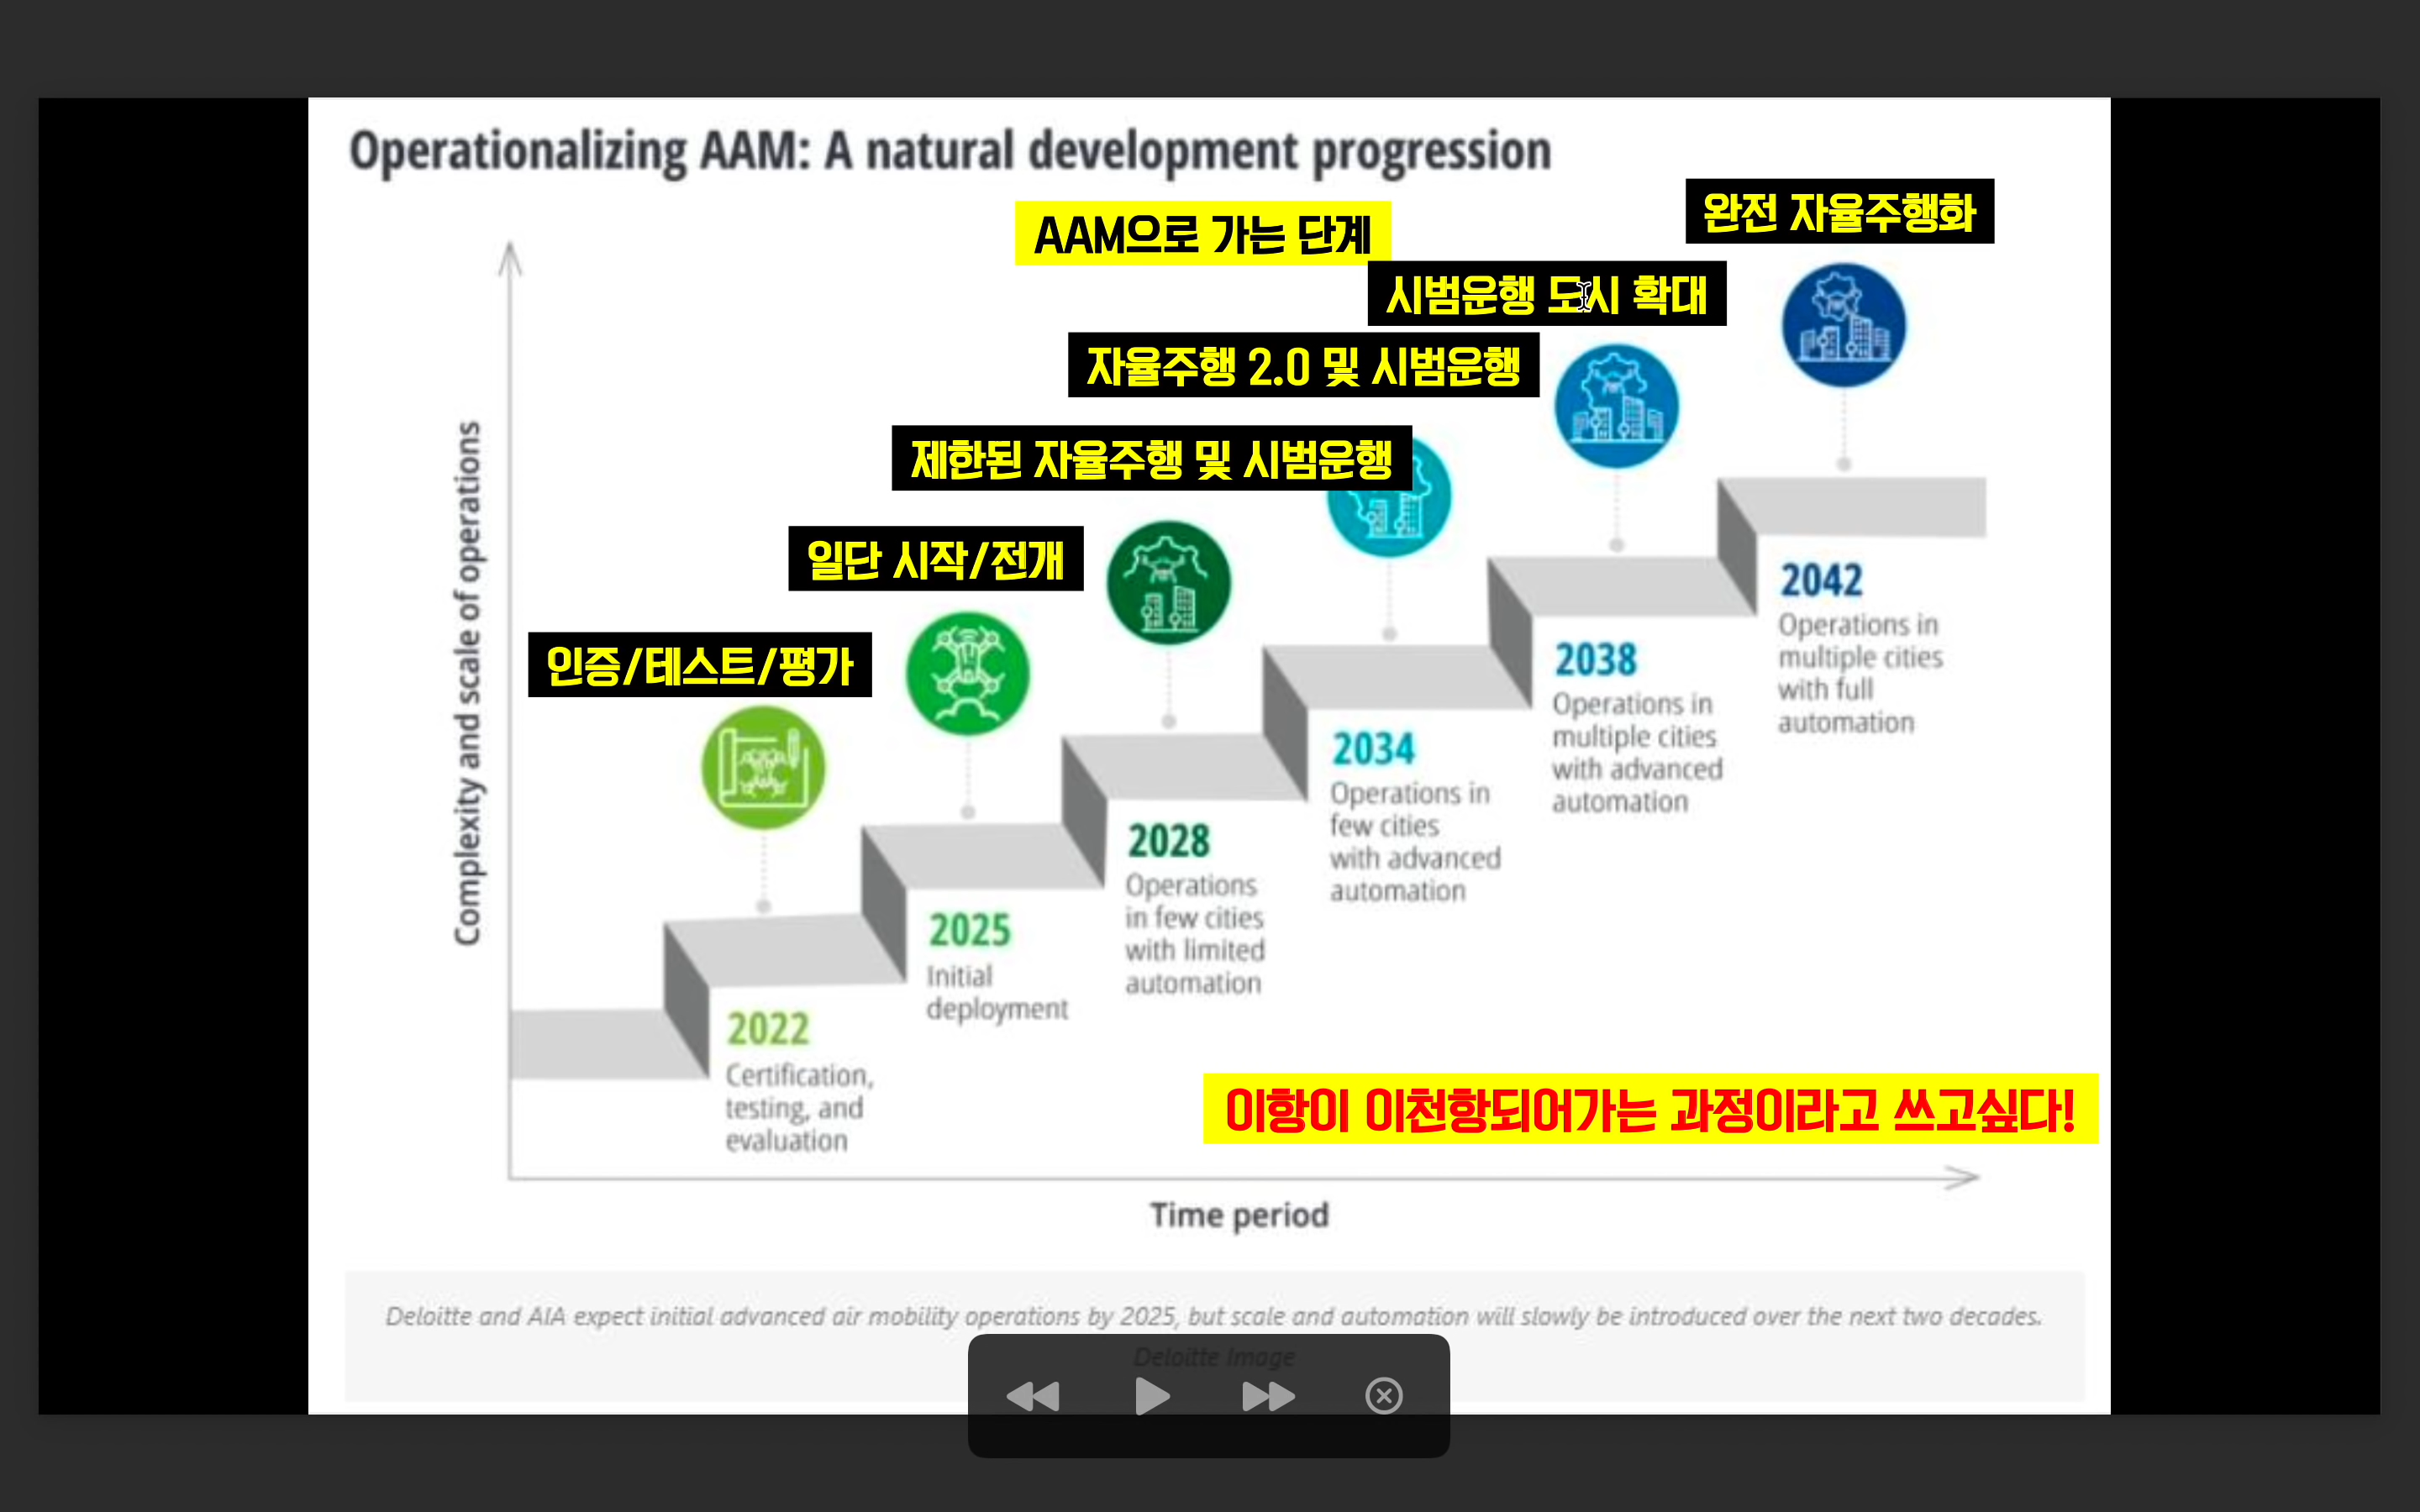 Operationalizing AAM: A natural development progression
AAM으로 가는 단계
완전 자율주행화
시범운행 도시 확대
자율주행 2.0 및 시범운행
제한된 자율주행 및 시범운행
일단 시작/전개
인증/테스트/평가
Complexity and scale of operations
2022
Certification,
testing, and
evaluation
2025
Initial
deployment
2028
Operations
in few cities
with limited
automation
2034
Operations in
few cities
with advanced
automation
2038
Operations in
multiple cities
with advanced
automation
2042
Operations in
multiple cities
with full
automation
이항이 이천항되어가는 과정이라고 쓰고싶다!
Time period
Deloitte and AIA expect initial advanced air mobility operations by 2025, but scale and automation will slowly be introduced over the next two decades.
Deloitte Image